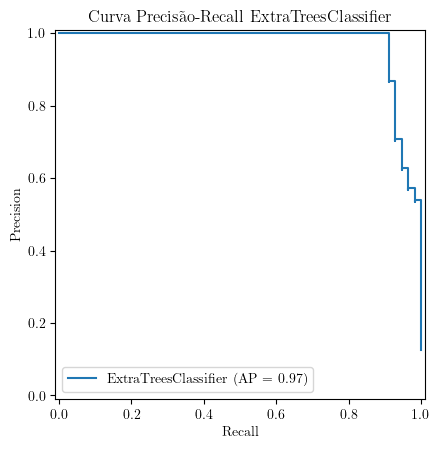 Curva Precisão-Recall ExtraTreesClassifier
1.0
0.8
0.6
0.4
0.2
0.0
Precision
ExtraTreesClassifier (AP = 0.97)
0.0 0.2 0.4 0.6 0.8 1.0
Recall